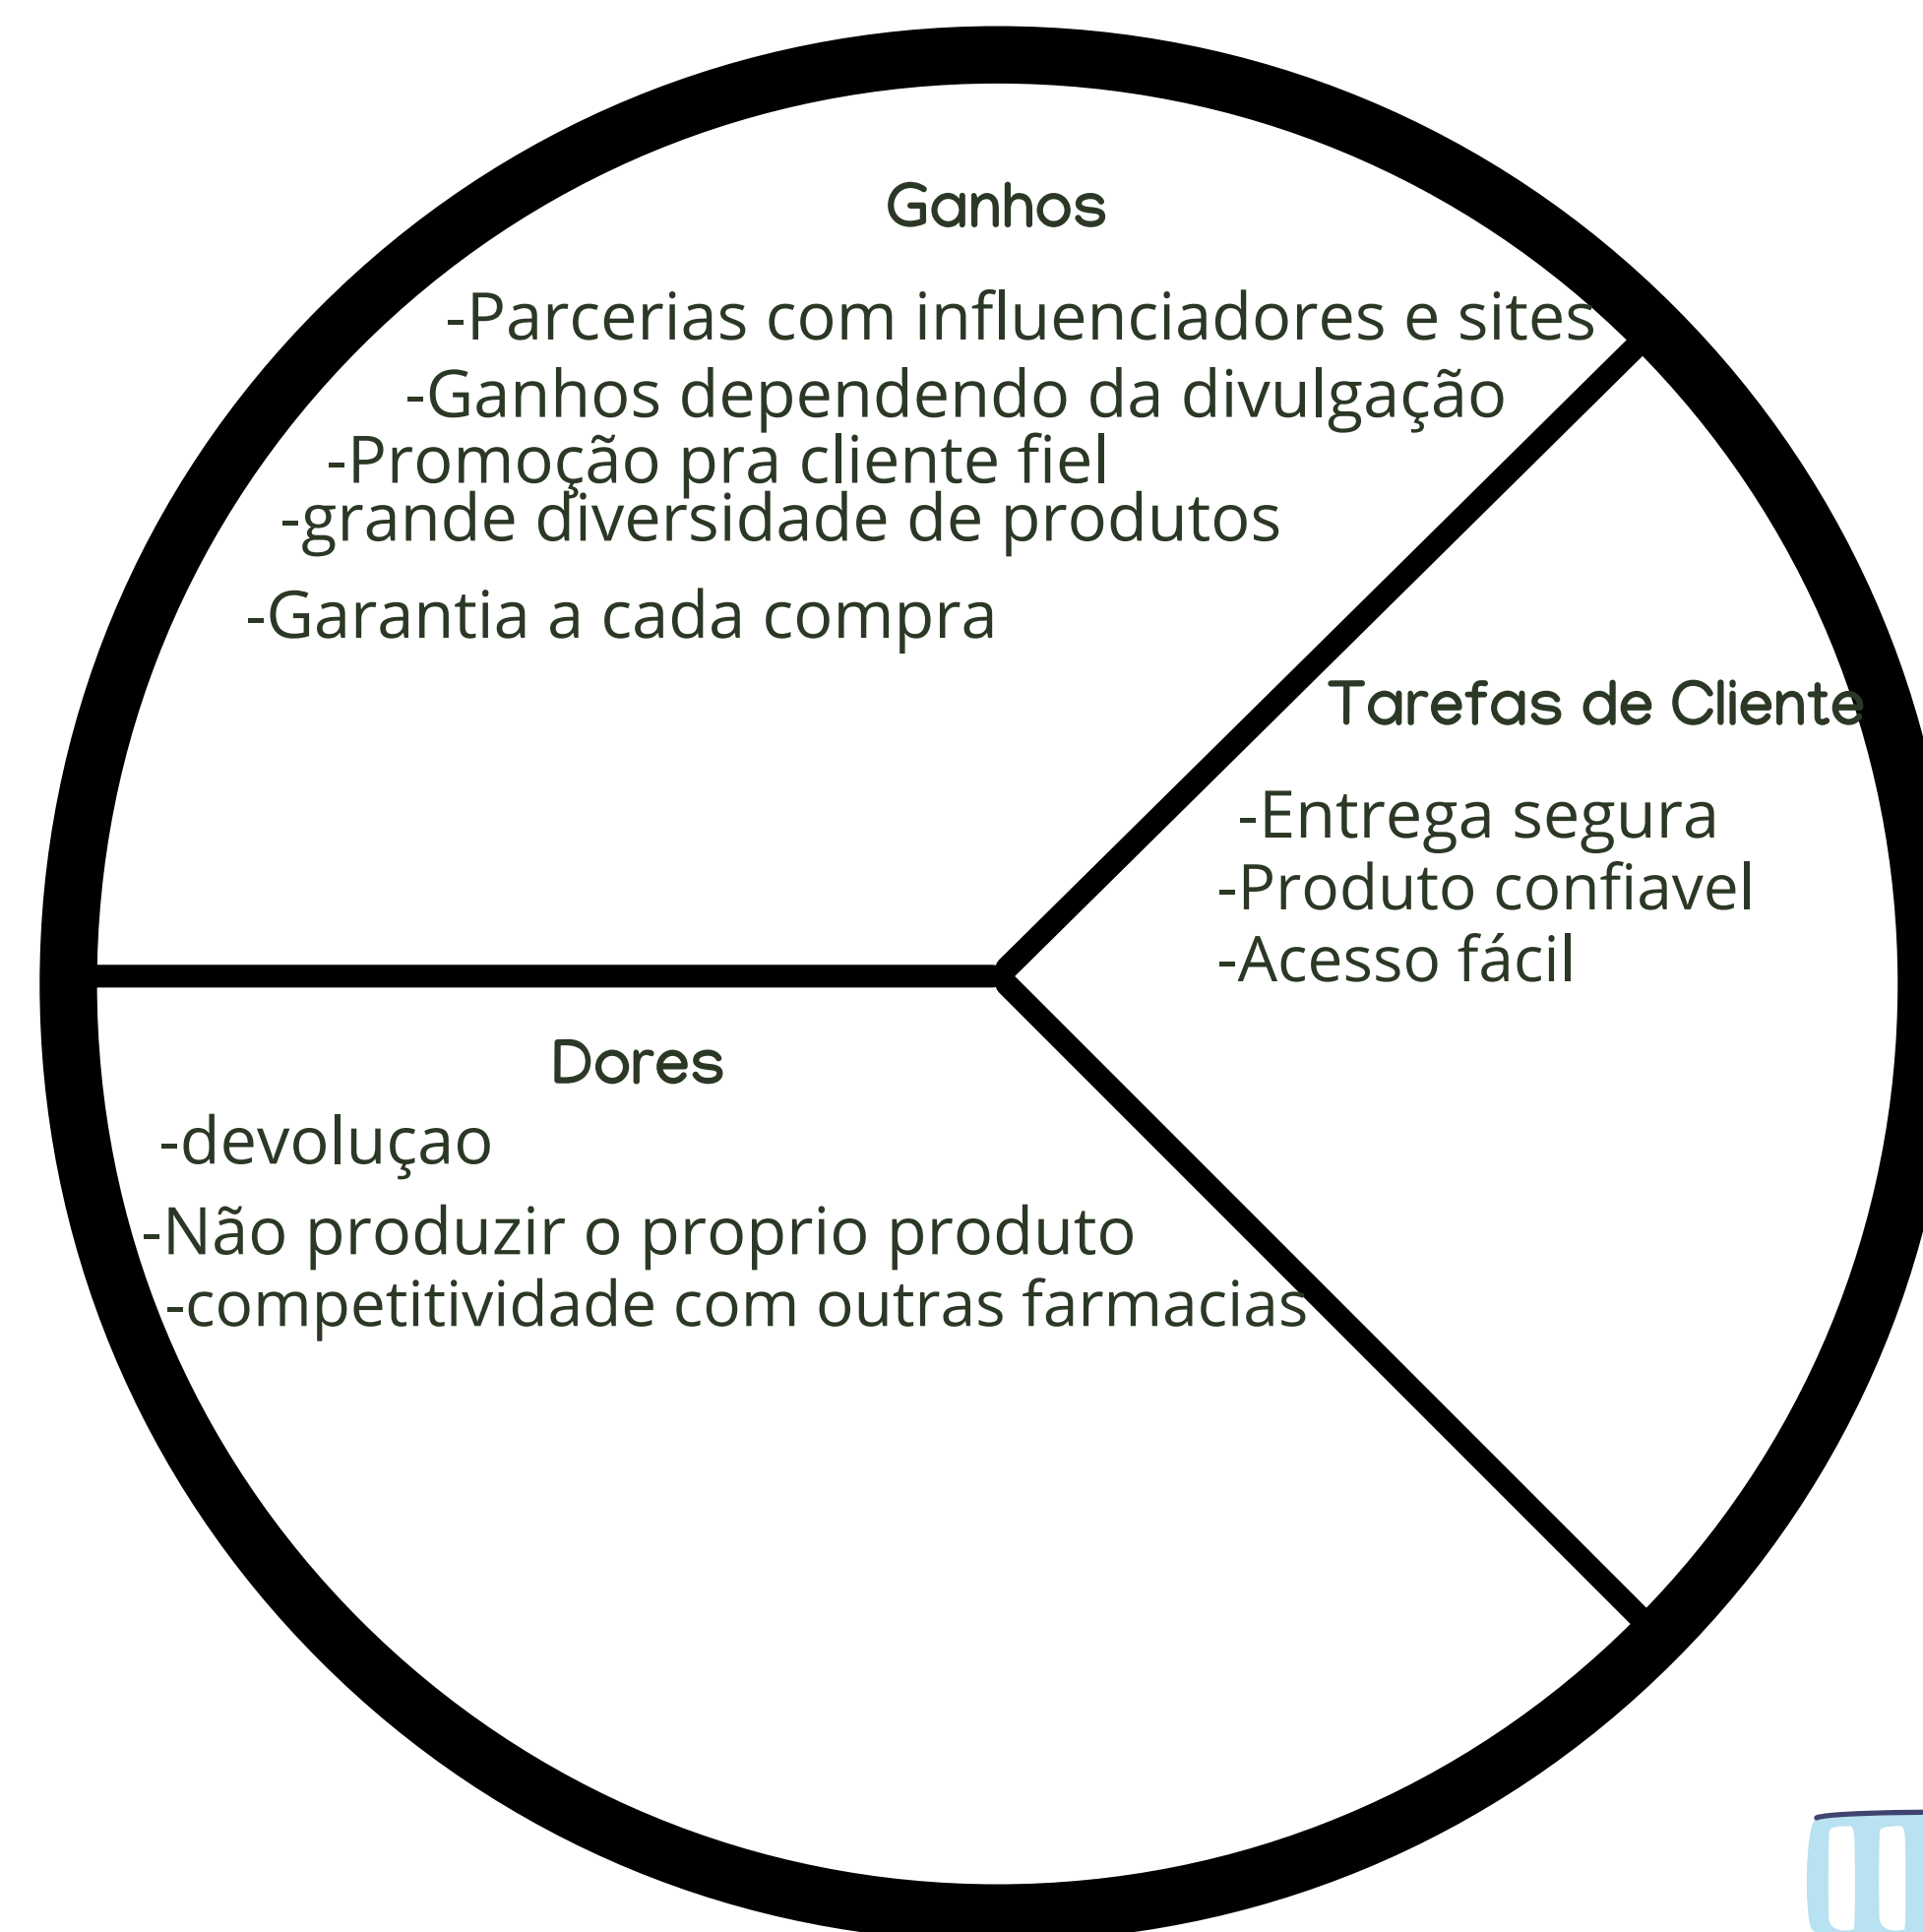 Ganhos
-Parcerias com influenciadores e sites
-Ganhos dependendo da divulgação
-Promoção pra cliente fiel
-grande diversidade de produtos
-Garantia a cada compra
Tarefas de Cliente
-Entrega segura
-Produto confiavel
-Acesso fácil
Dores
-devoluçao
-Não produzir o proprio produto
-competitividade com outras farmacias